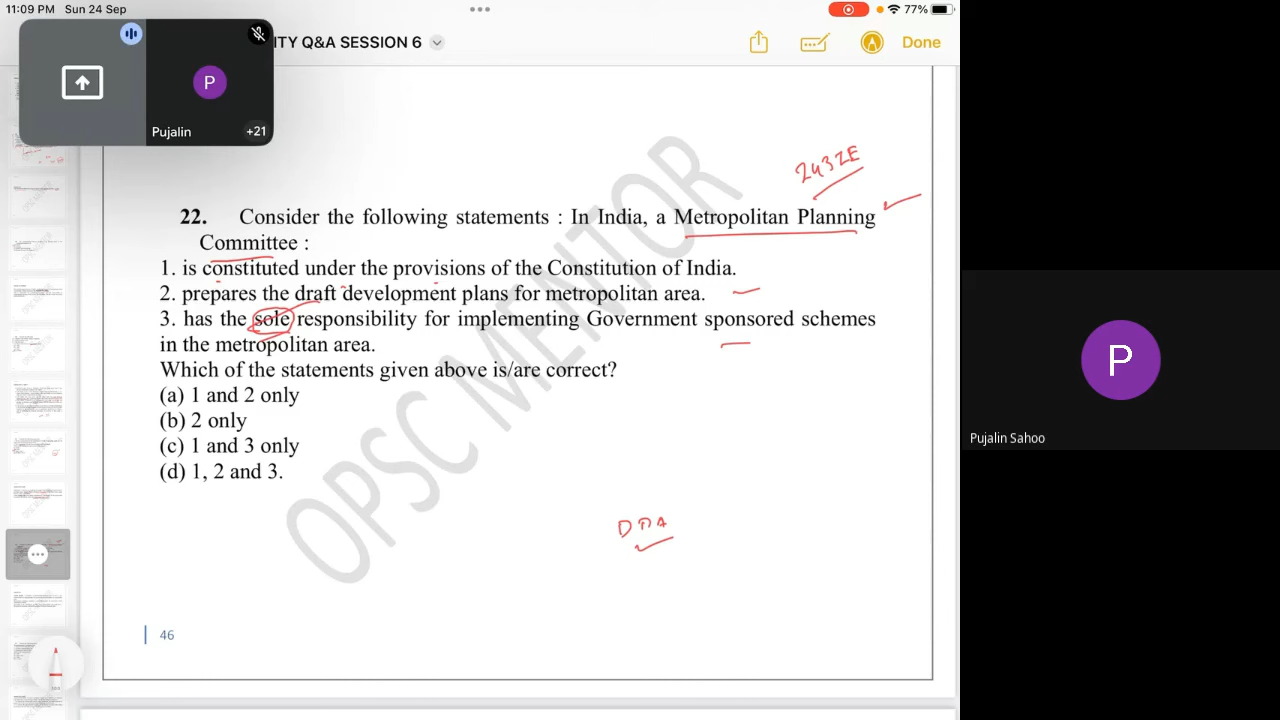 11:09 PM Sun 24 Sep
77%
ITY Q&A SESSION 6
Done
P
Pujalin
+21
243ZE
22. Consider the following statements : In India, a Metropolitan Planning
Committee :
1. is constituted under the provisions of the Constitution of India.
2. prepares the draft development plans for metropolitan area.
3. has the sole responsibility for implementing Government sponsored schemes
in the metropolitan area.
Which of the statements given above is/are correct?
(a) 1 and 2 only
(b) 2 only
(c) 1 and 3 only
(d) 1, 2 and 3.
OPSC MENTOR
46
P
Pujalin Sahoo